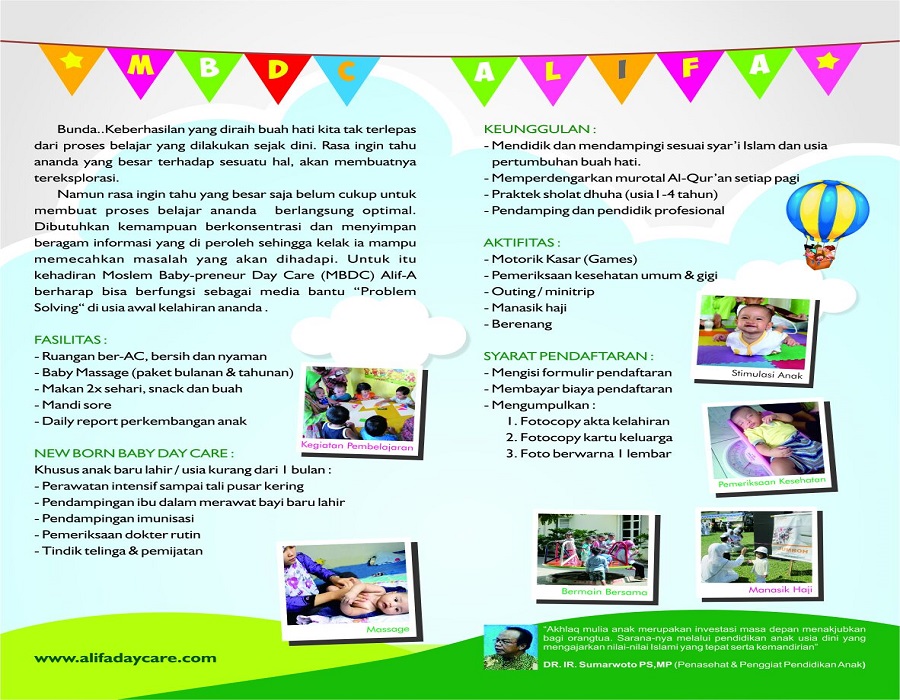 MBDC ALIFA
Bunda..Keberhasilan yang diraih buah hati kita tak terlepas
dari proses belajar yang dilakukan sejak dini. Rasa ingin tahu
ananda yang besar terhadap sesuatu hal, akan membuatnya
tereksplorasi.
Namun rasa ingin tahu yang besar saja belum cukup untuk
membuat proses belajar ananda berlangsung optimal.
Dibutuhkan kemampuan berkonsentrasi dan menyimpan
beragam informasi yang di peroleh sehingga kelak ia mampu
memecahkan masalah yang akan dihadapi. Untuk itu
kehadiran Moslem Baby-preneur Day Care (MBDC) Alif-A
berharap bisa berfungsi sebagai media bantu “Problem
Solving“ di usia awal kelahiran ananda .
FASILITAS :
- Ruangan ber-AC, bersih dan nyaman
- Baby Massage (paket bulanan & tahunan)
- Makan 2x sehari, snack dan buah
- Mandi sore
- Daily report perkembangan anak
Kegiatan Pembelajaran
NEW BORN BABY DAY CARE :
Khusus anak baru lahir / usia kurang dari 1 bulan :
- Perawatan intensif sampai tali pusar kering
- Pendampingan ibu dalam merawat bayi baru lahir
- Pendampingan imunisasi
- Pemeriksaan dokter rutin
- Tindik telinga & pemijatan
Massage
www.alifadaycare.com
KEUNGGULAN :
- Mendidik dan mendampingi sesuai syar’i Islam dan usia
pertumbuhan buah hati.
- Memperdengarkan murotal Al-Qur’an setiap pagi
- Praktek sholat dhuha (usia1-4 tahun)
- Pendamping dan pendidik profesional
AKTIFITAS :
- Motorik Kasar (Games)
- Pemeriksaan kesehatan umum & gigi
- Outing / minitrip
- Manasik haji
- Berenang
Stimulasi Anak
SYARAT PENDAFTARAN :
- Mengisi formulir pendaftaran
- Membayar biaya pendaftaran
- Mengumpulkan :
1. Fotocopy akta kelahiran
2. Fotocopy kartu keluarga
3. Foto berwarna 1 lembar
Pemeriksaan Kesehatan
Bermain Bersama
Manasik Haji
“Akhlaq mulia anak merupakan investasi masa depan menakjubkan
bagi orangtua. Sarana-nya melalui pendidikan anak usia dini yang
mengajarkan nilai-nilai Islami yang tepat serta kemandirian”
DR. IR. Sumarwoto PS,MP (Penasehat & Penggiat Pendidikan Anak)